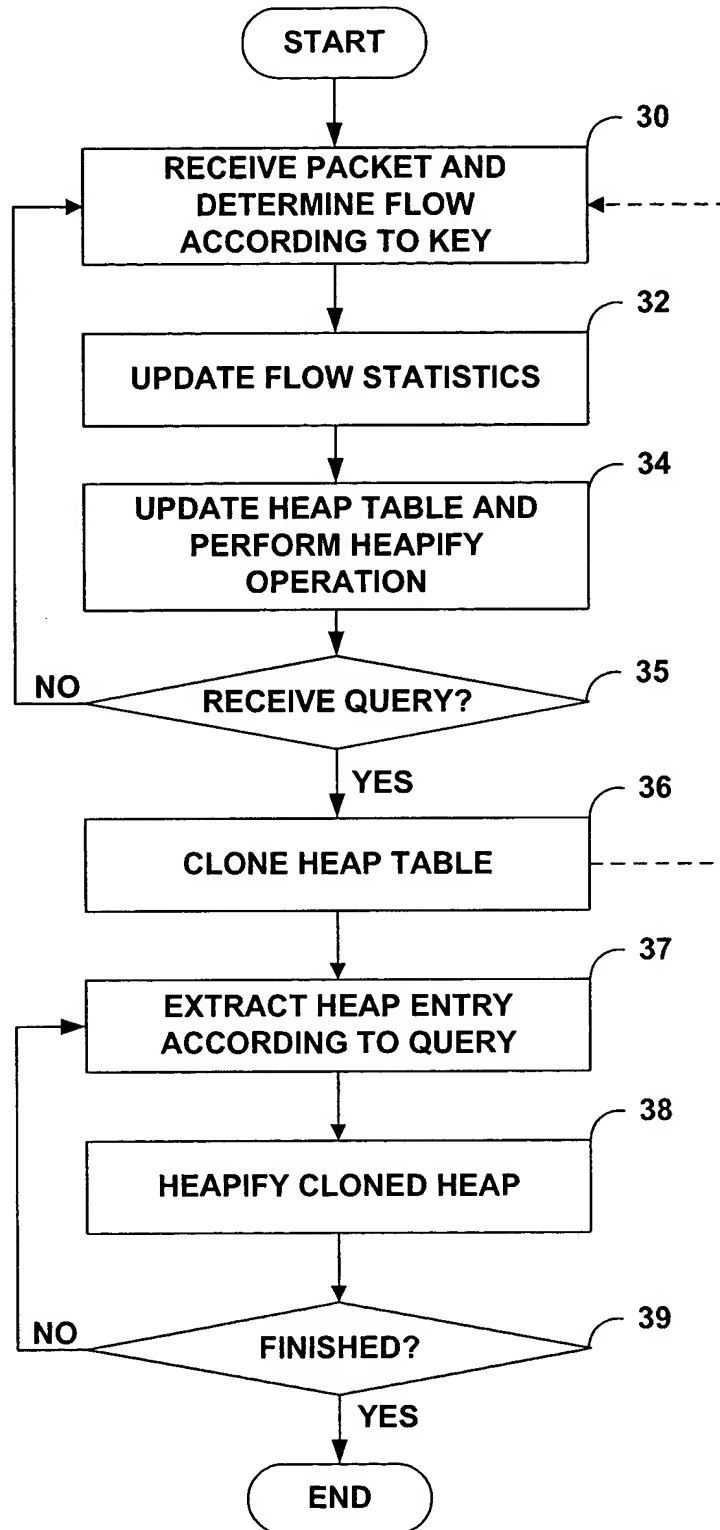 START
30
RECEIVE PACKET AND
DETERMINE FLOW
ACCORDING TO KEY
32
UPDATE FLOW STATISTICS
34
UPDATE HEAP TABLE AND
PERFORM HEAPIFY
OPERATION
35
NO
RECEIVE QUERY?
YES
36
CLONE HEAP TABLE
37
EXTRACT HEAP ENTRY
ACCORDING TO QUERY
38
HEAPIFY CLONED HEAP
39
NO
FINISHED?
YES
END